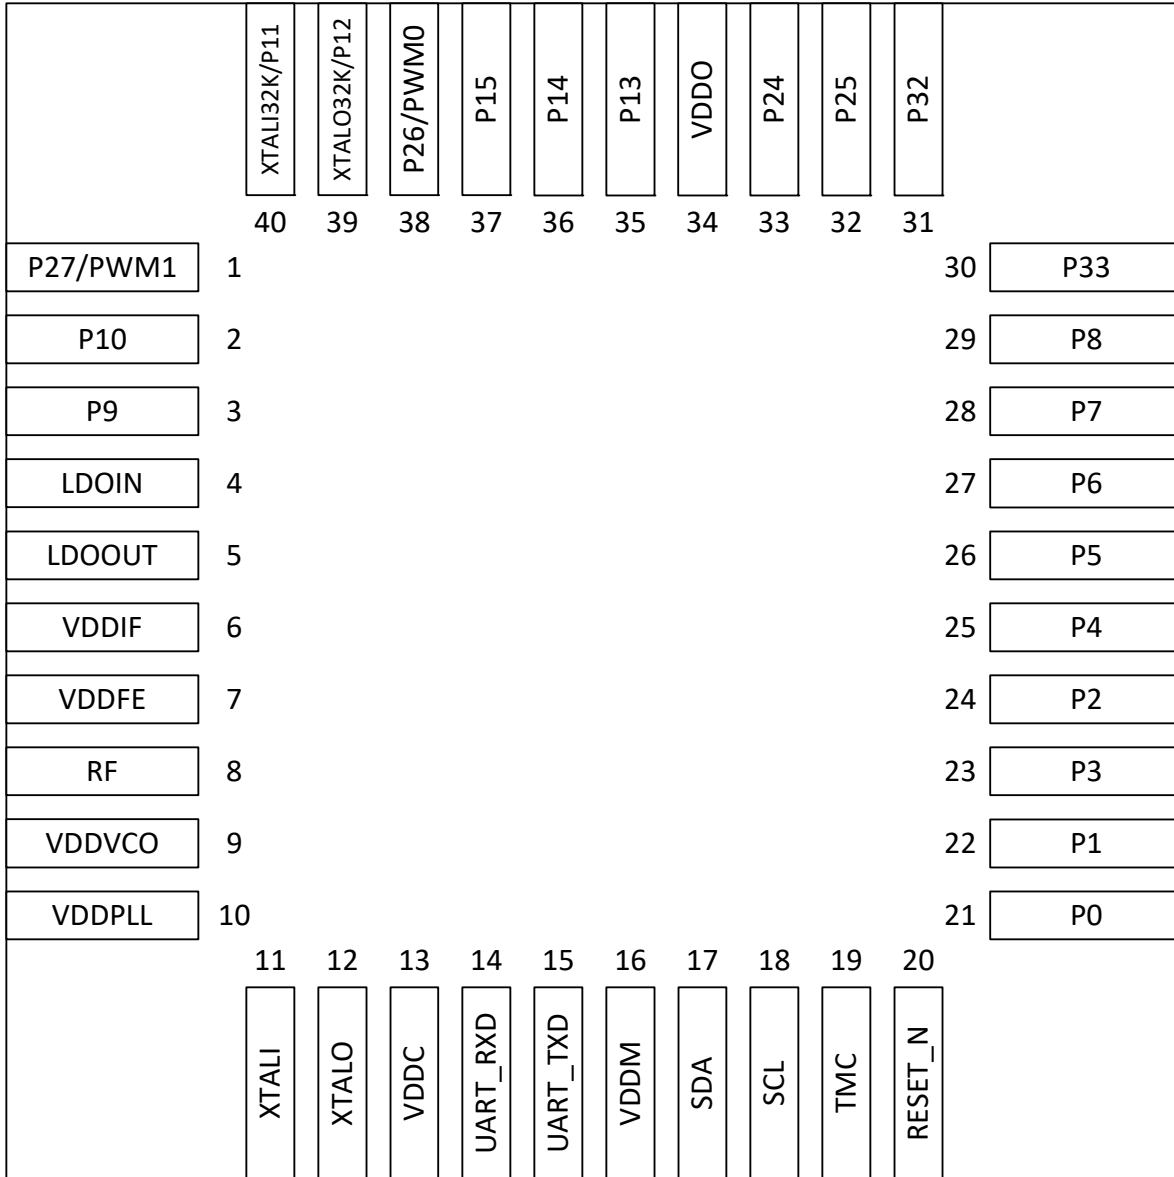 XTALI32K/P11 XTALO32K/P12 P26/PWM0 P15 P14 P13 VDDO P24 P25 P32
40 39 38 37 36 35 34 33 32 31
P27/PWM1 1 30 P33
P10 2 29 P8
P9 3 28 P7
LDOIN 4 27 P6
LDOOUT 5 26 P5
VDDIF 6 25 P4
VDDFE 7 24 P2
RF 8 23 P3
VDDVCO 9 22 P1
VDDPLL 10 21 P0
11 12 13 14 15 16 17 18 19 20
XTALI XTALO VDDC UART_RXD UART_TXD VDDM SDA SCL TMC RESET_N